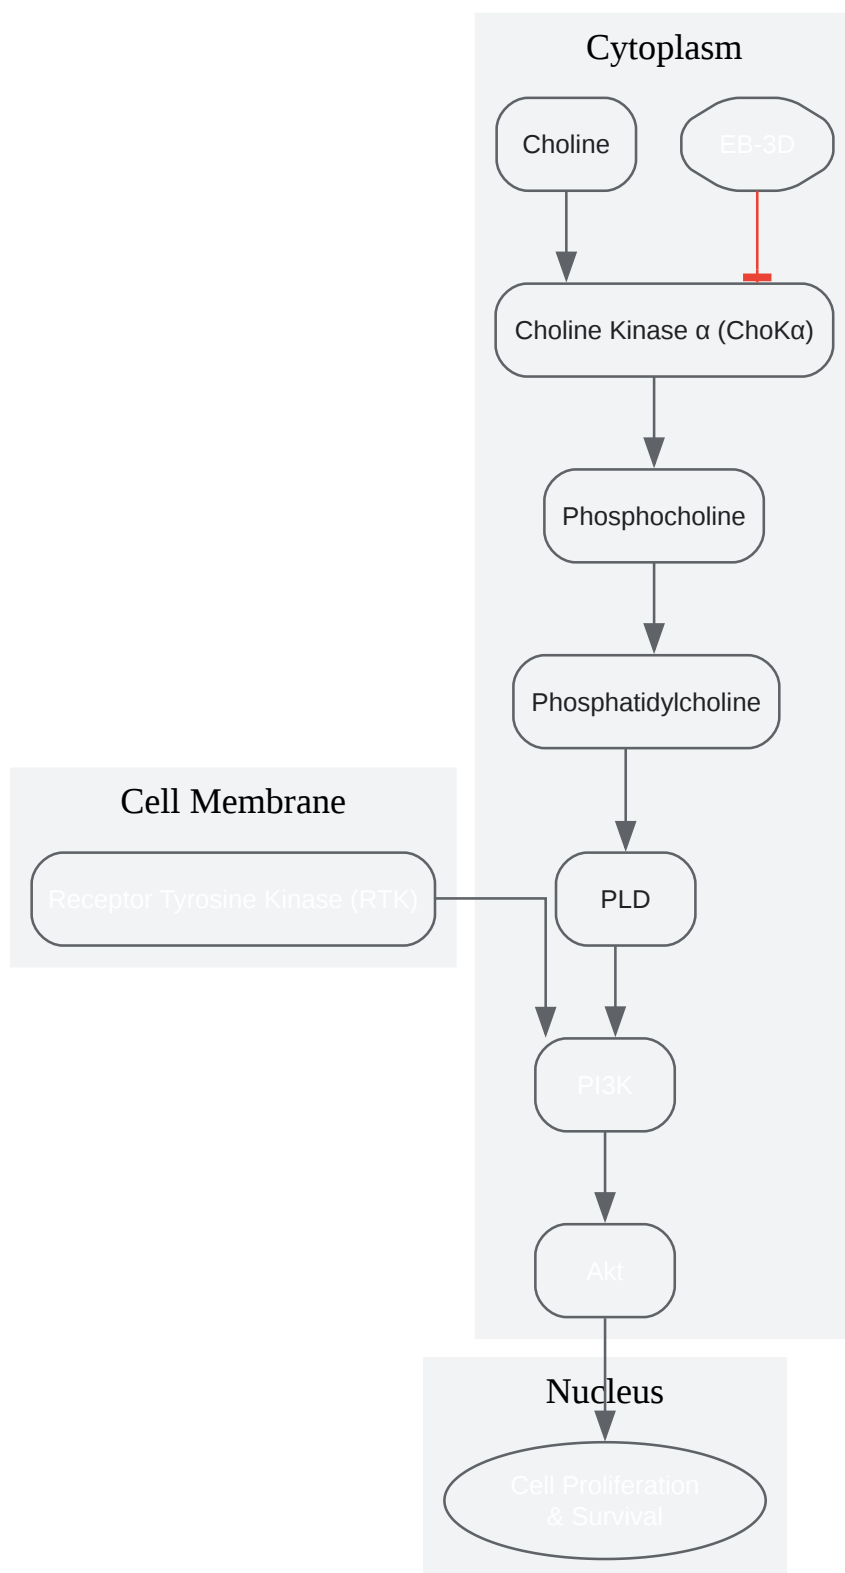 Cytoplasm
Choline
EB-3D
Choline Kinase α (ChoKα)
Phosphocholine
Phosphatidylcholine
Cell Membrane
Receptor Tyrosine Kinase (RTK)
PLD
PI3K
Akt
Nucleus
Cell Proliferation
& Survival